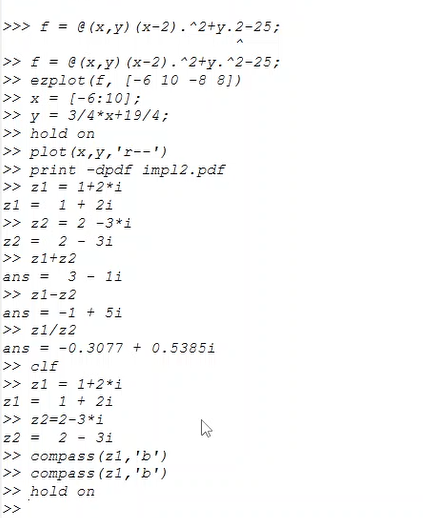 >>> f = @(x,y)(x-2).^2+y.2-25;
^
>> f = @(x,y)(x-2).^2+y.^2-25;
>> ezplot(f, [-6 10 -8 8])
>> x = [-6:10];
>> y = 3/4*x+19/4;
>> hold on
>> plot(x,y,'r--')
>> print -dpdf impl2.pdf
>> z1 = 1+2*i
z1 =  1 + 2i
>> z2 = 2 -3*i
z2 =  2 - 3i
>> z1+z2
ans =  3 - 1i
>> z1-z2
ans = -1 + 5i
>> z1/z2
ans = -0.3077 + 0.5385i
>> clf
>> z1 = 1+2*i
z1 =  1 + 2i
>> z2=2-3*i
z2 =  2 - 3i
>> compass(z1,'b')
>> compass(z1,'b')
>> hold on
>>